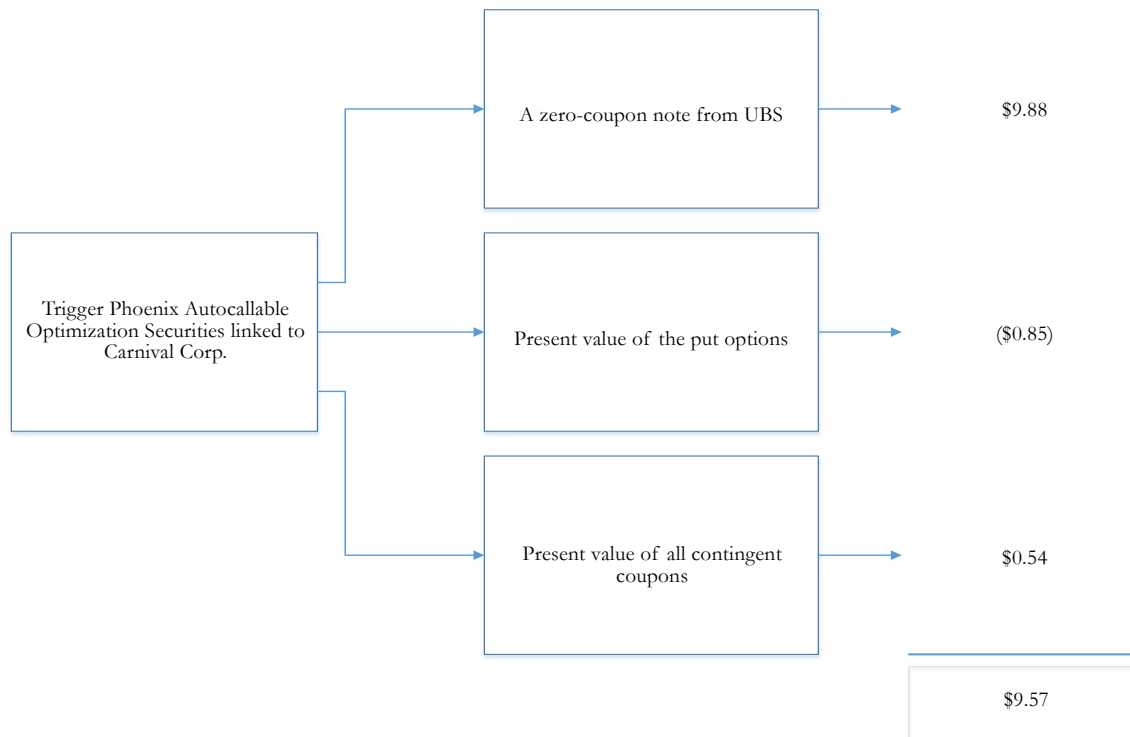 A zero-coupon note from UBS
$9.88
Trigger Phoenix Autocallable
Optimization Securities linked to
Carnival Corp.
Present value of the put options
($0.85)
Present value of all contingent
coupons
$0.54
$9.57